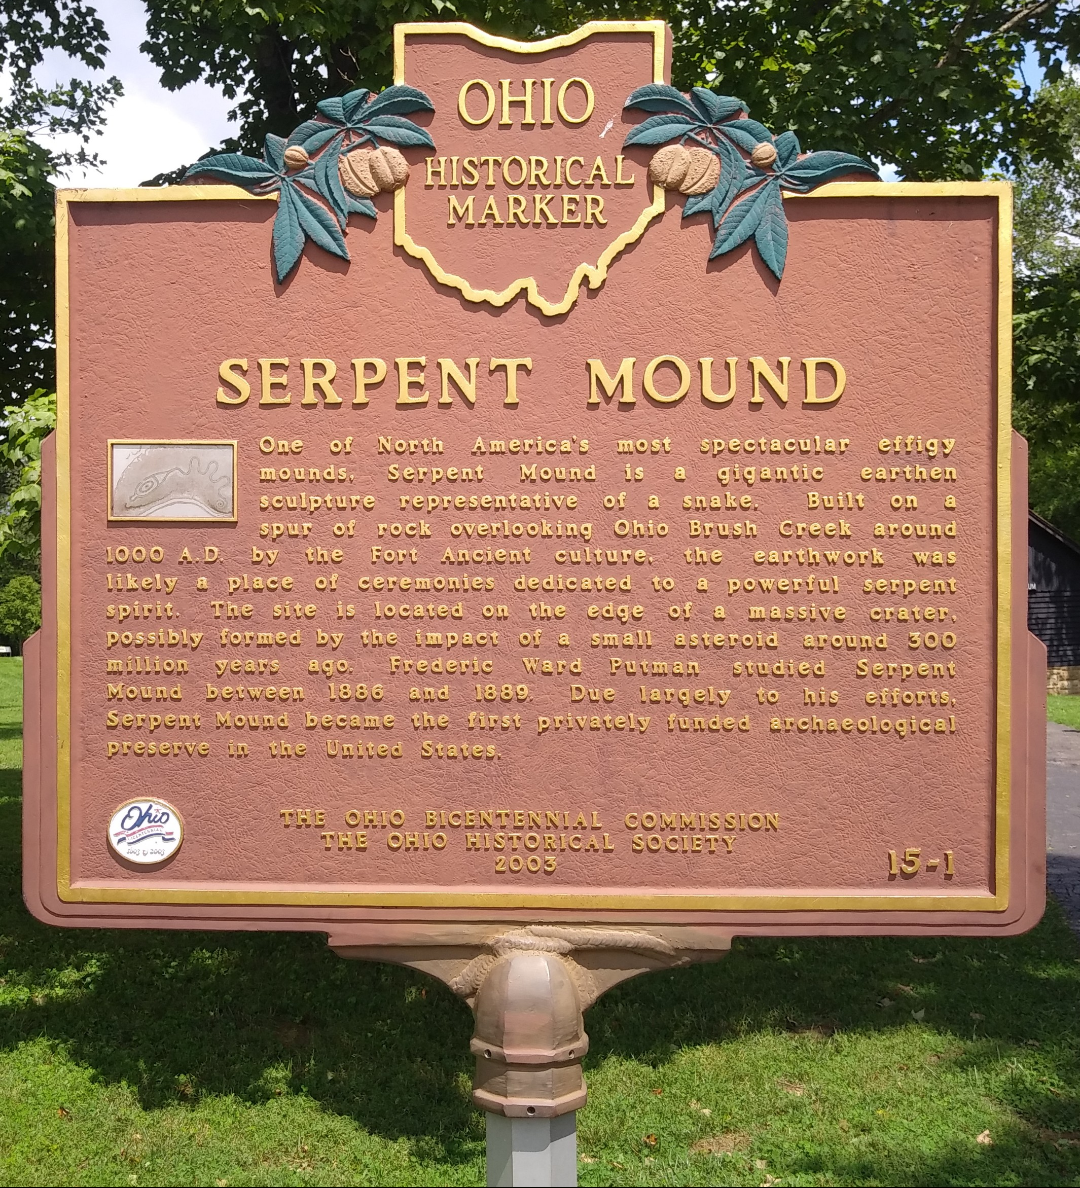 OHIO
HISTORICAL
MARKER
SERPENT MOUND
One of North America's most spectacular effigy
mounds, Serpent Mound is a gigantic earthen
sculpture representative of a snake. Built on a
spur of rock overlooking Ohio Brush Creek around
1000 A.D. by the Fort Ancient culture, the earthwork was
likely a place of ceremonies dedicated to a powerful serpent
spirit. The site is located on the edge of a massive crater,
possibly formed by the impact of a small asteroid around 300
million years ago. Frederic Ward Putman studied Serpent
Mound between 1886 and 1889. Due largely to his efforts,
Serpent Mound became the first privately funded archaeological
preserve in the United States.
Ohio
BICENTENNIAL
THE OHIO BICENTENNIAL COMMISSION
THE OHIO HISTORICAL SOCIETY
2003
15-1